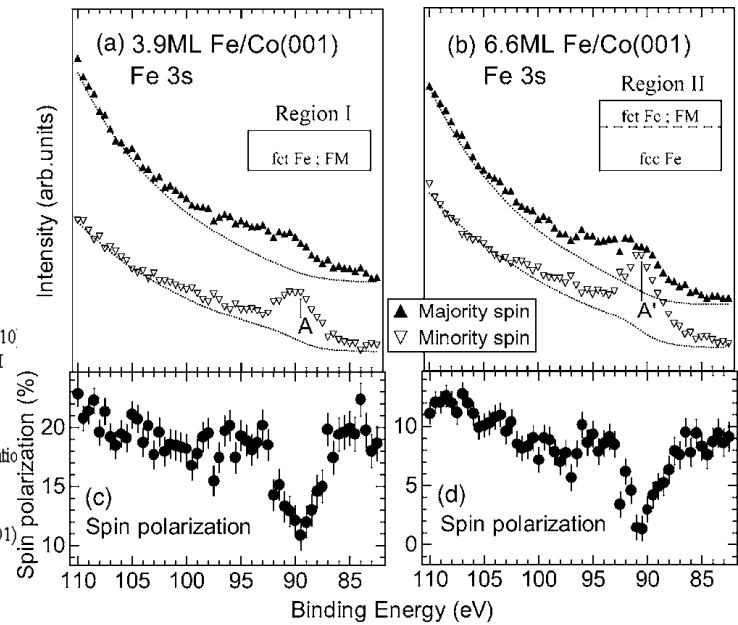 (a) 3.9ML Fe/Co(001)
Fe 3s
Region I
fct Fe ; FM
A
(b) 6.6ML Fe/Co(001)
Fe 3s
Region II
fct Fe ; FM
fcc Fe
A'
Intensity (arb.units)
▲ Majority spin
▽ Minority spin
10
Spin polarization (%)
20
15
10
(c)
Spin polarization
10
5
0
(d)
Spin polarization
110 105 100 95 90 85
110 105 100 95 90 85
Binding Energy (eV)